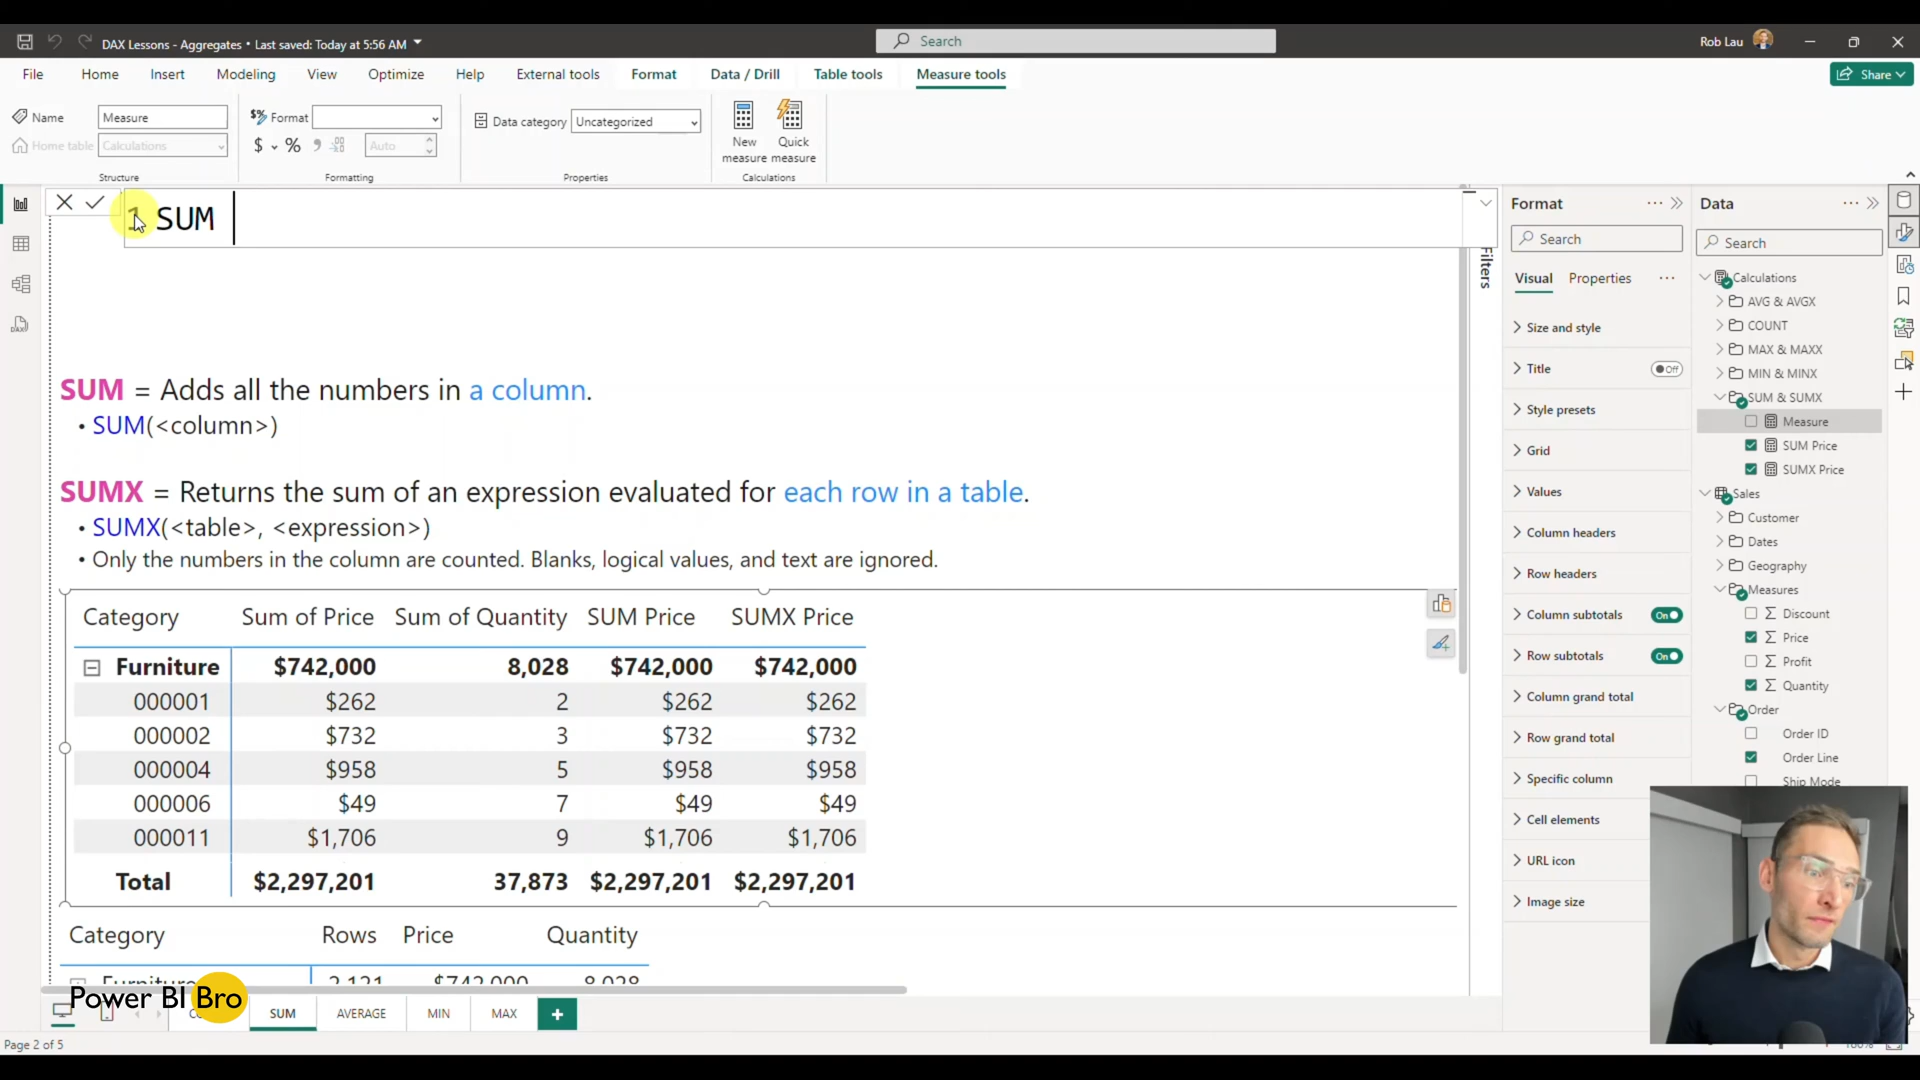 DAX Lessons - Aggregates • Last saved: Today at 5:56 AM
Search
Rob Lau
File Home Insert Modeling View Optimize Help External tools Format Data / Drill Table tools Measure tools
Share
Name Measure
Home table Calculations
Structure
Format
$ % Auto
Formatting
Data category Uncategorized
Properties
New measure
Quick measure
Calculations
1 SUM
Filters
SUM = Adds all the numbers in a column.
• SUM(<column>)
SUMX = Returns the sum of an expression evaluated for each row in a table.
• SUMX(<table>, <expression>)
• Only the numbers in the column are counted. Blanks, logical values, and text are ignored.
Category Sum of Price Sum of Quantity SUM Price SUMX Price
Furniture $742,000 8,028 $742,000 $742,000
000001 $262 2 $262 $262
000002 $732 3 $732 $732
000004 $958 5 $958 $958
000006 $49 7 $49 $49
000011 $1,706 9 $1,706 $1,706
Total $2,297,201 37,873 $2,297,201 $2,297,201
Category Rows Price Quantity
Furniture 2,121 $742,000 8,028
Power BI Bro
SUM AVERAGE MIN MAX
Page 2 of 5
Format
Search
Visual Properties
Size and style
Title Off
Style presets
Grid
Values
Column headers
Row headers
Column subtotals On
Row subtotals On
Column grand total
Row grand total
Specific column
Cell elements
URL icon
Image size
Data
Search
Calculations
AVG & AVGX
COUNT
MAX & MAXX
MIN & MINX
SUM & SUMX
Measure
SUM Price
SUMX Price
Sales
Customer
Dates
Geography
Measures
Discount
Price
Profit
Quantity
Order
Order ID
Order Line
Ship Mode